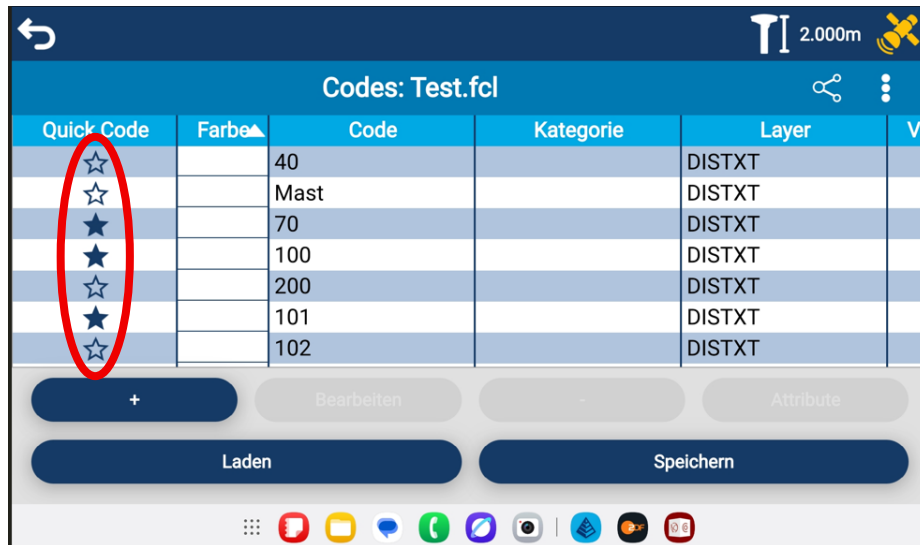 2.000m
Codes: Test.fcl
Quick Code Farbe Code Kategorie Layer V
40 DISTXT
Mast DISTXT
70 DISTXT
100 DISTXT
200 DISTXT
101 DISTXT
102 DISTXT
+ Bearbeiten - Attribute
Laden Speichern
ZDF